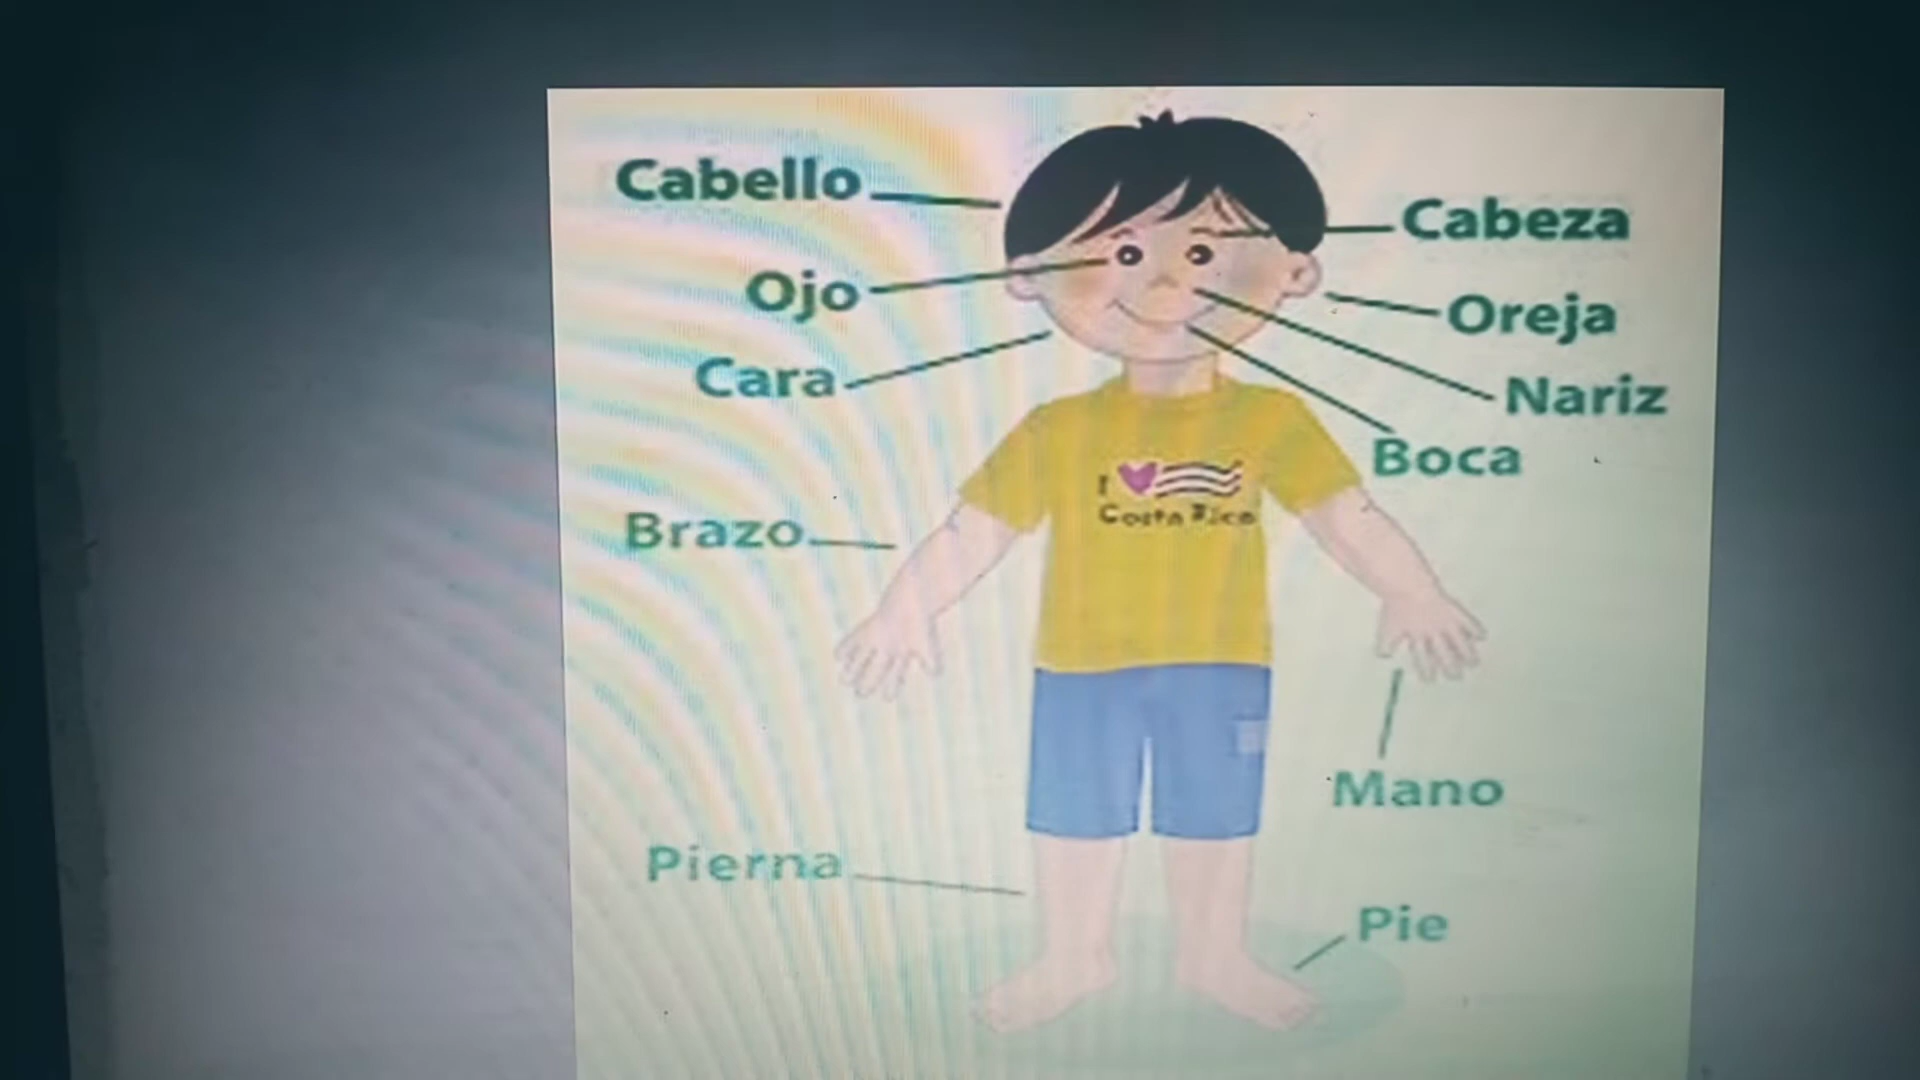 Cabello
Cabeza
Ojo
Oreja
Cara
Nariz
Boca
I
Costa Rica
Brazo
Mano
Pierna
Pie